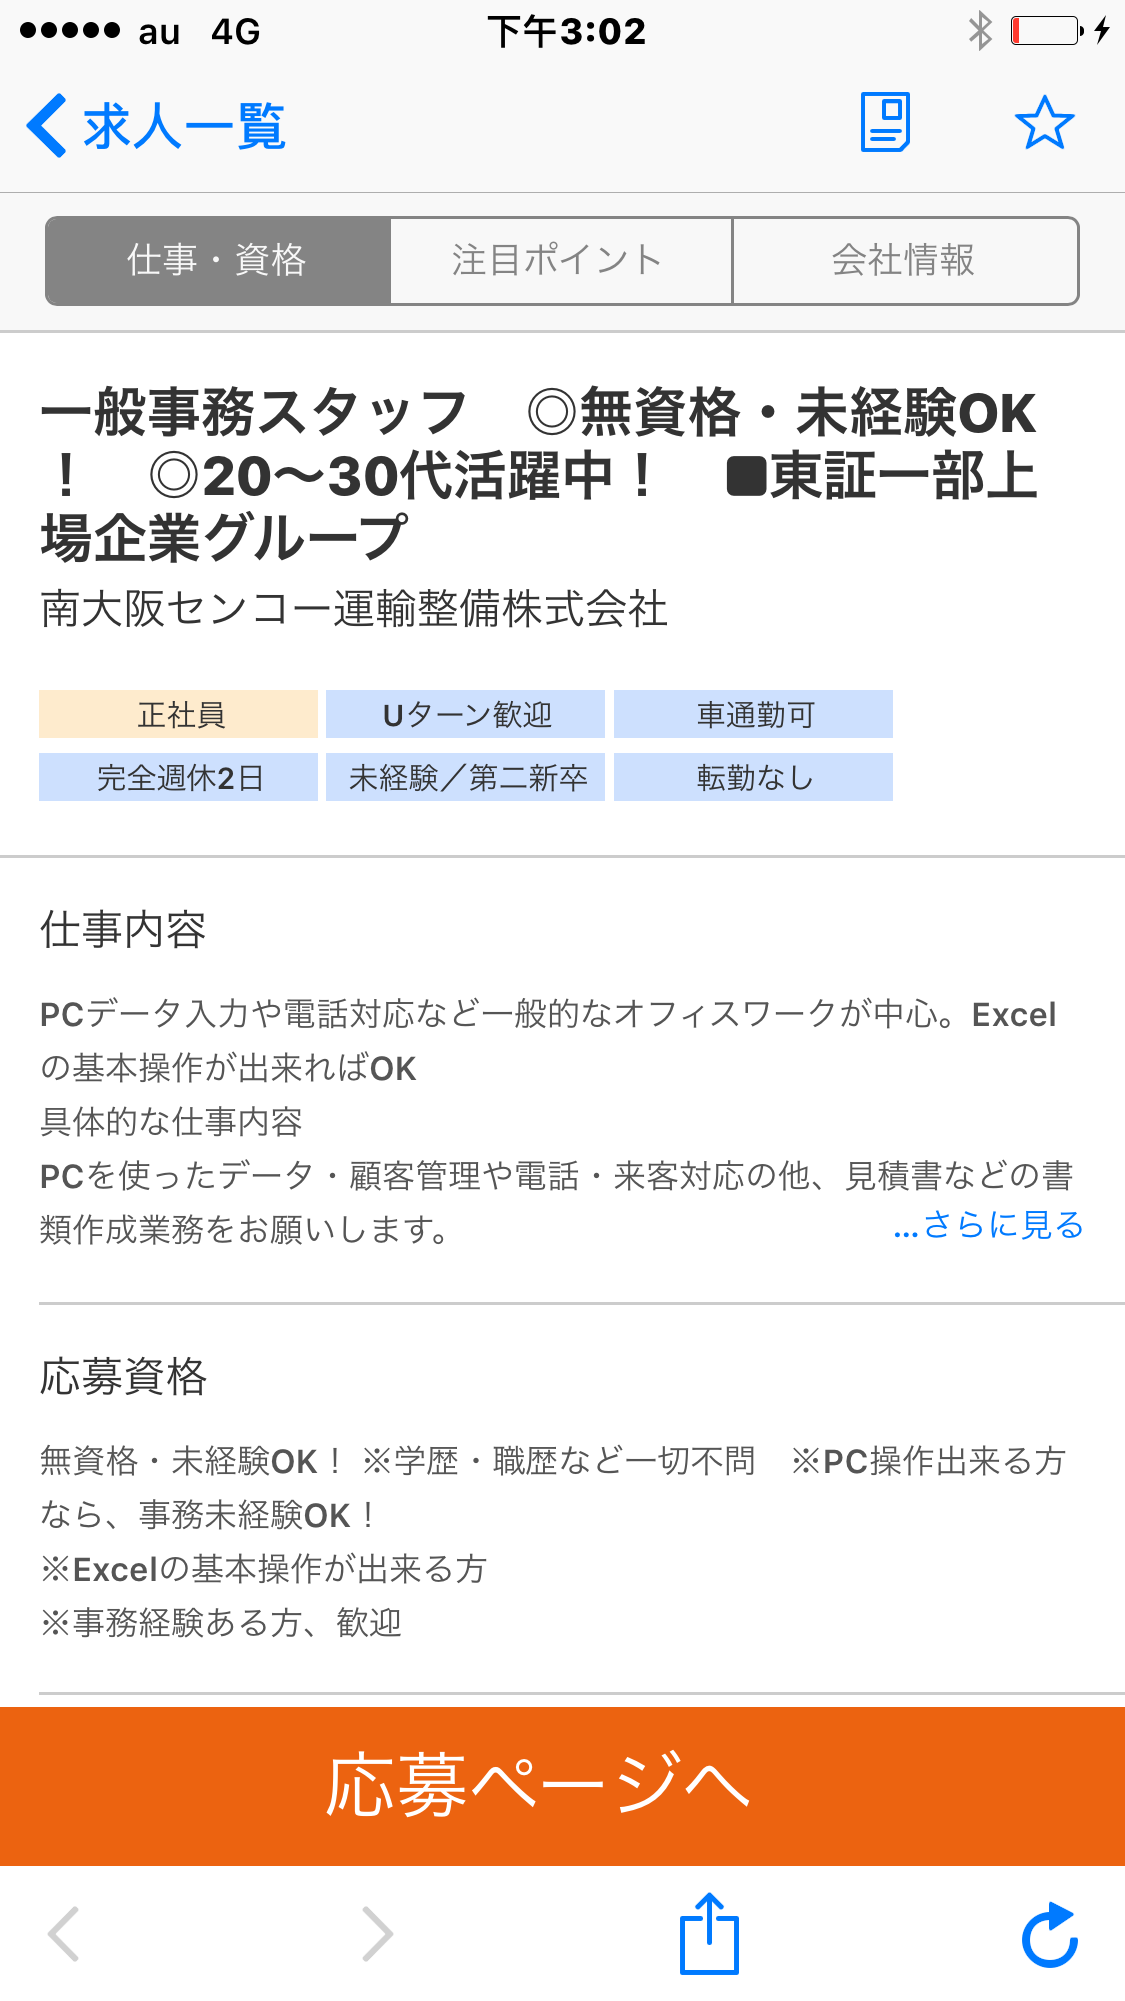 au 4G 下午3:02
求人一覧
仕事・資格 注目ポイント 会社情報
一般事務スタッフ　◎無資格・未経験OK
！　◎20～30代活躍中！　■東証一部上
場企業グループ
南大阪センコー運輸整備株式会社
正社員 Uターン歓迎 車通勤可
完全週休2日 未経験／第二新卒 転勤なし
仕事内容
PCデータ入力や電話対応など一般的なオフィスワークが中心。Excel
の基本操作が出来ればOK
具体的な仕事内容
PCを使ったデータ・顧客管理や電話・来客対応の他、見積書などの書
類作成業務をお願いします。 …さらに見る
応募資格
無資格・未経験OK！ ※学歴・職歴など一切不問　※PC操作出来る方
なら、事務未経験OK！
※Excelの基本操作が出来る方
※事務経験ある方、歓迎
応募ページへ